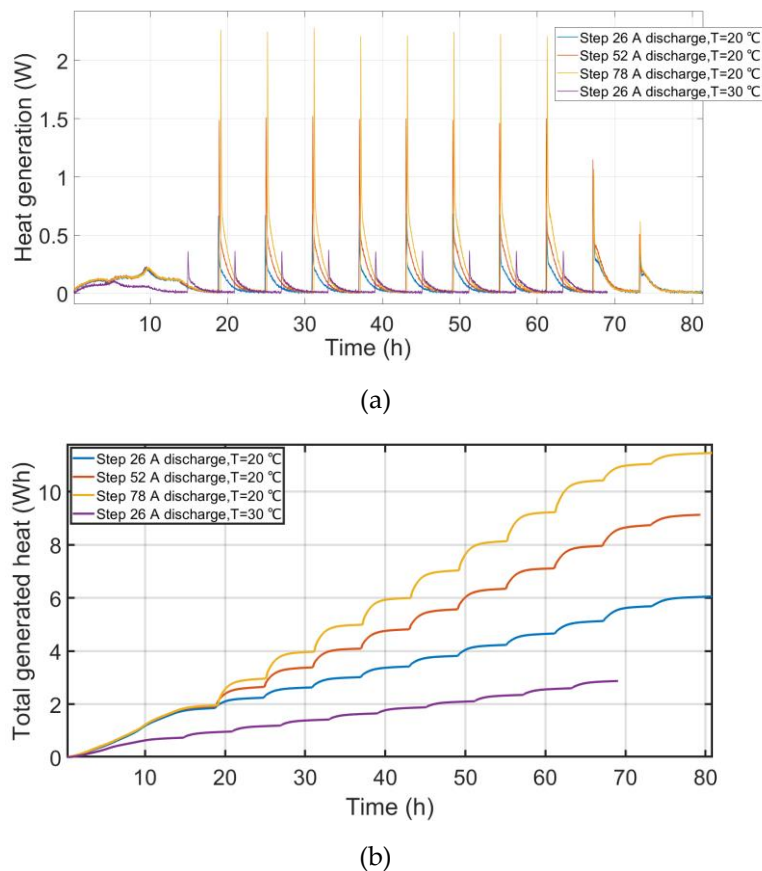 Heat generation (W)
2
1.5
1
0.5
0
Step 26 A discharge,T=20 ℃
Step 52 A discharge,T=20 ℃
Step 78 A discharge,T=20 ℃
Step 26 A discharge,T=30 ℃
10 20 30 40 50 60 70 80
Time (h)
(a)
Total generated heat (Wh)
10
8
6
4
2
0
Step 26 A discharge,T=20 ℃
Step 52 A discharge,T=20 ℃
Step 78 A discharge,T=20 ℃
Step 26 A discharge,T=30 ℃
10 20 30 40 50 60 70 80
Time (h)
(b)